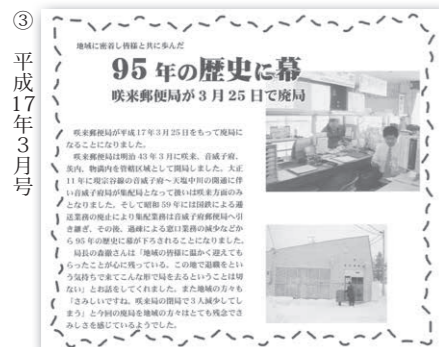 ③ 平成17年3月号
地域に密着し皆様と共に歩んだ
95年の歴史に幕
咲来郵便局が3月25日で廃局
咲来郵便局が平成17年3月25日をもって廃局に
なることになりました。
咲来郵便局は明治43年3月に咲来、音威子府、
茨内、物満内を管轄区域として開局しました。大正
11年に現宗谷線の音威子府~天塩中川の開通に伴
い音威子府局が集配局となって扱いは咲来方面のみ
となりました。そして昭和59年には国鉄による逓
送業務の廃止により集配業務は音威子府郵便局へ引
き継ぎ、その後、過疎による窓口業務の減少などか
ら95年の歴史に幕が下ろされることになりました。
局長の森徹さんは「地域の皆様に温かく迎えても
らったことが心に残っている。この地で退職をとい
う気持ちで来てこんな形で局を去るということは切
ない」とお話をしてくれました。また地域の方々も
「さみしいですね。咲来局の閉局で3人減少してし
まう」と今回の廃局を地域の方々はとても残念でさ
みしさを感じているようでした。